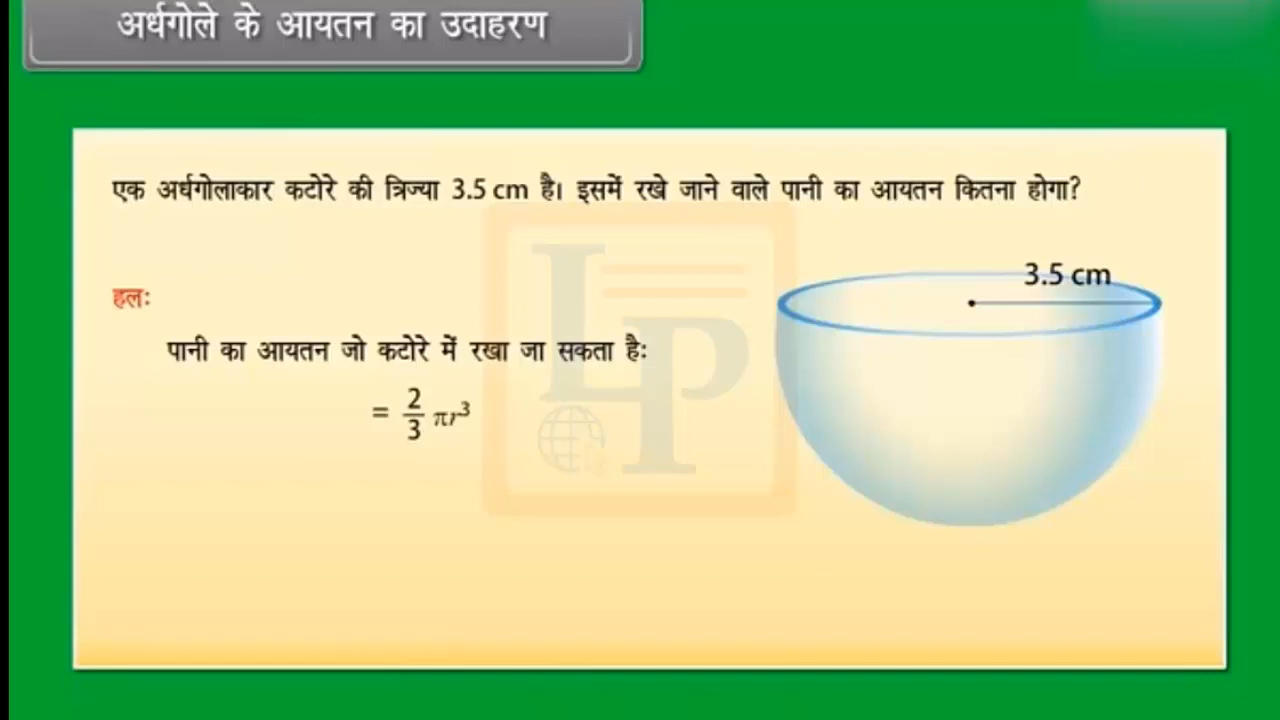 अर्धगोले के आयतन का उदाहरण
एक अर्धगोलाकार कटोरे की त्रिज्या 3.5 cm है। इसमें रखे जाने वाले पानी का आयतन कितना होगा?
3.5 cm
हलः
पानी का आयतन जो कटोरे में रखा जा सकता हैः
= 2/3 πr³
LP